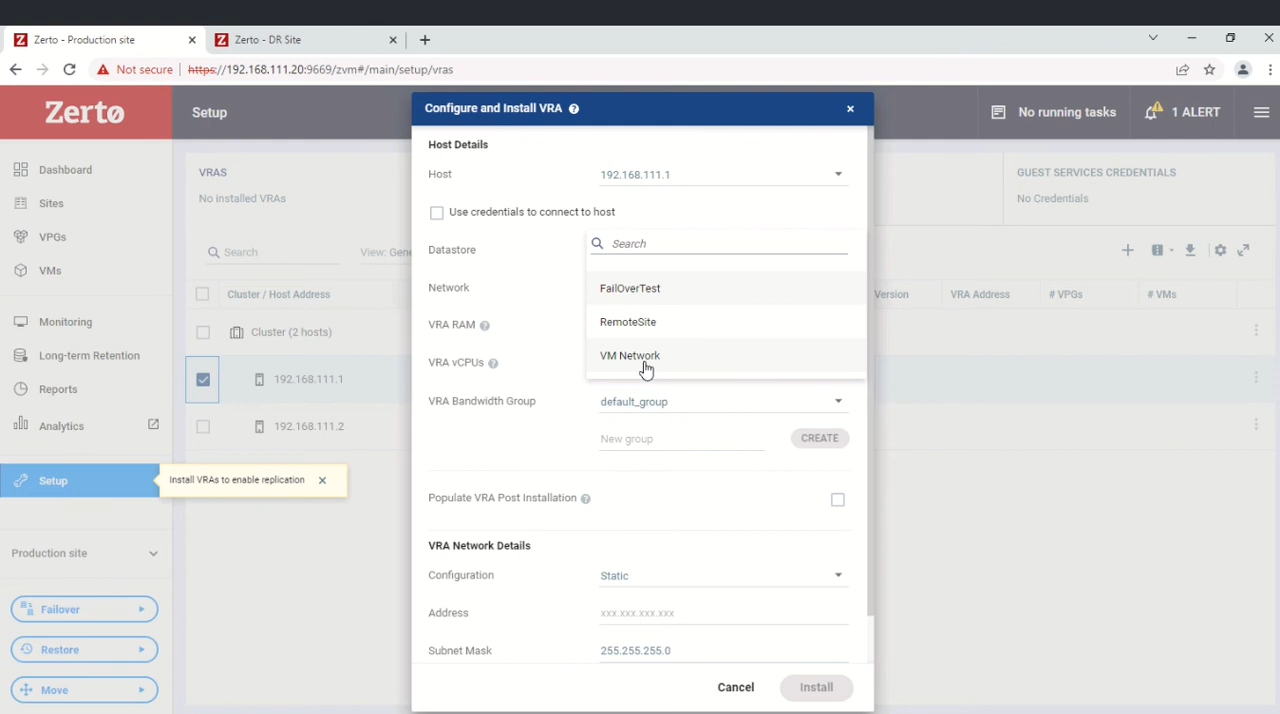 Zerto - Production site
Zerto - DR Site
Not secure
https://192.168.111.20:9669/zvm#/main/setup/vras
Zerto
Setup
No running tasks
1 ALERT
Dashboard
Sites
VPGs
VMs
Monitoring
Long-term Retention
Reports
Analytics
Setup
Install VRAs to enable replication
Production site
Failover
Restore
Move
VRAS
No installed VRAs
Search
View: Gene
Cluster / Host Address
Cluster (2 hosts)
192.168.111.1
192.168.111.2
GUEST SERVICES CREDENTIALS
No Credentials
Version
VRA Address
# VPGs
# VMs
Configure and Install VRA
Host Details
Host
192.168.111.1
Use credentials to connect to host
Datastore
Search
Network
FailOverTest
RemoteSite
VM Network
VRA RAM
VRA vCPUs
VRA Bandwidth Group
default_group
New group
CREATE
Populate VRA Post Installation
VRA Network Details
Configuration
Static
Address
xxx.xxx.xxx.xxx
Subnet Mask
255.255.255.0
Cancel
Install